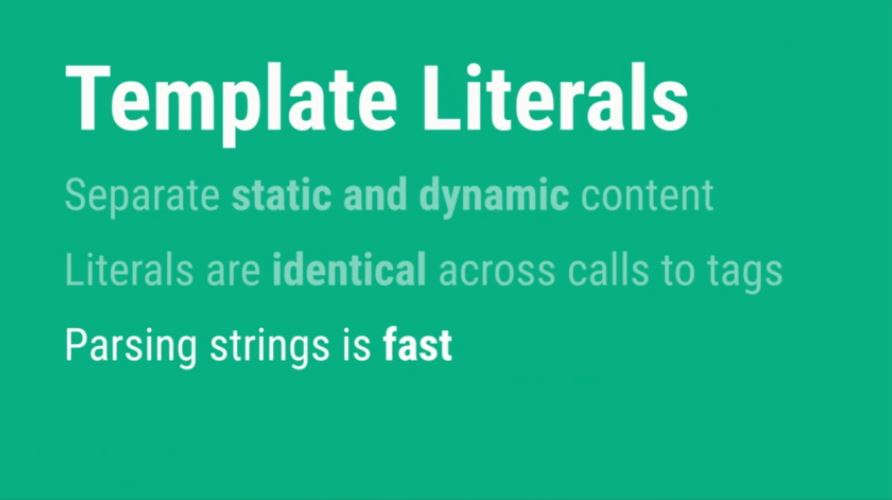 Template Literals
Separate static and dynamic content
Literals are identical across calls to tags
Parsing strings is fast